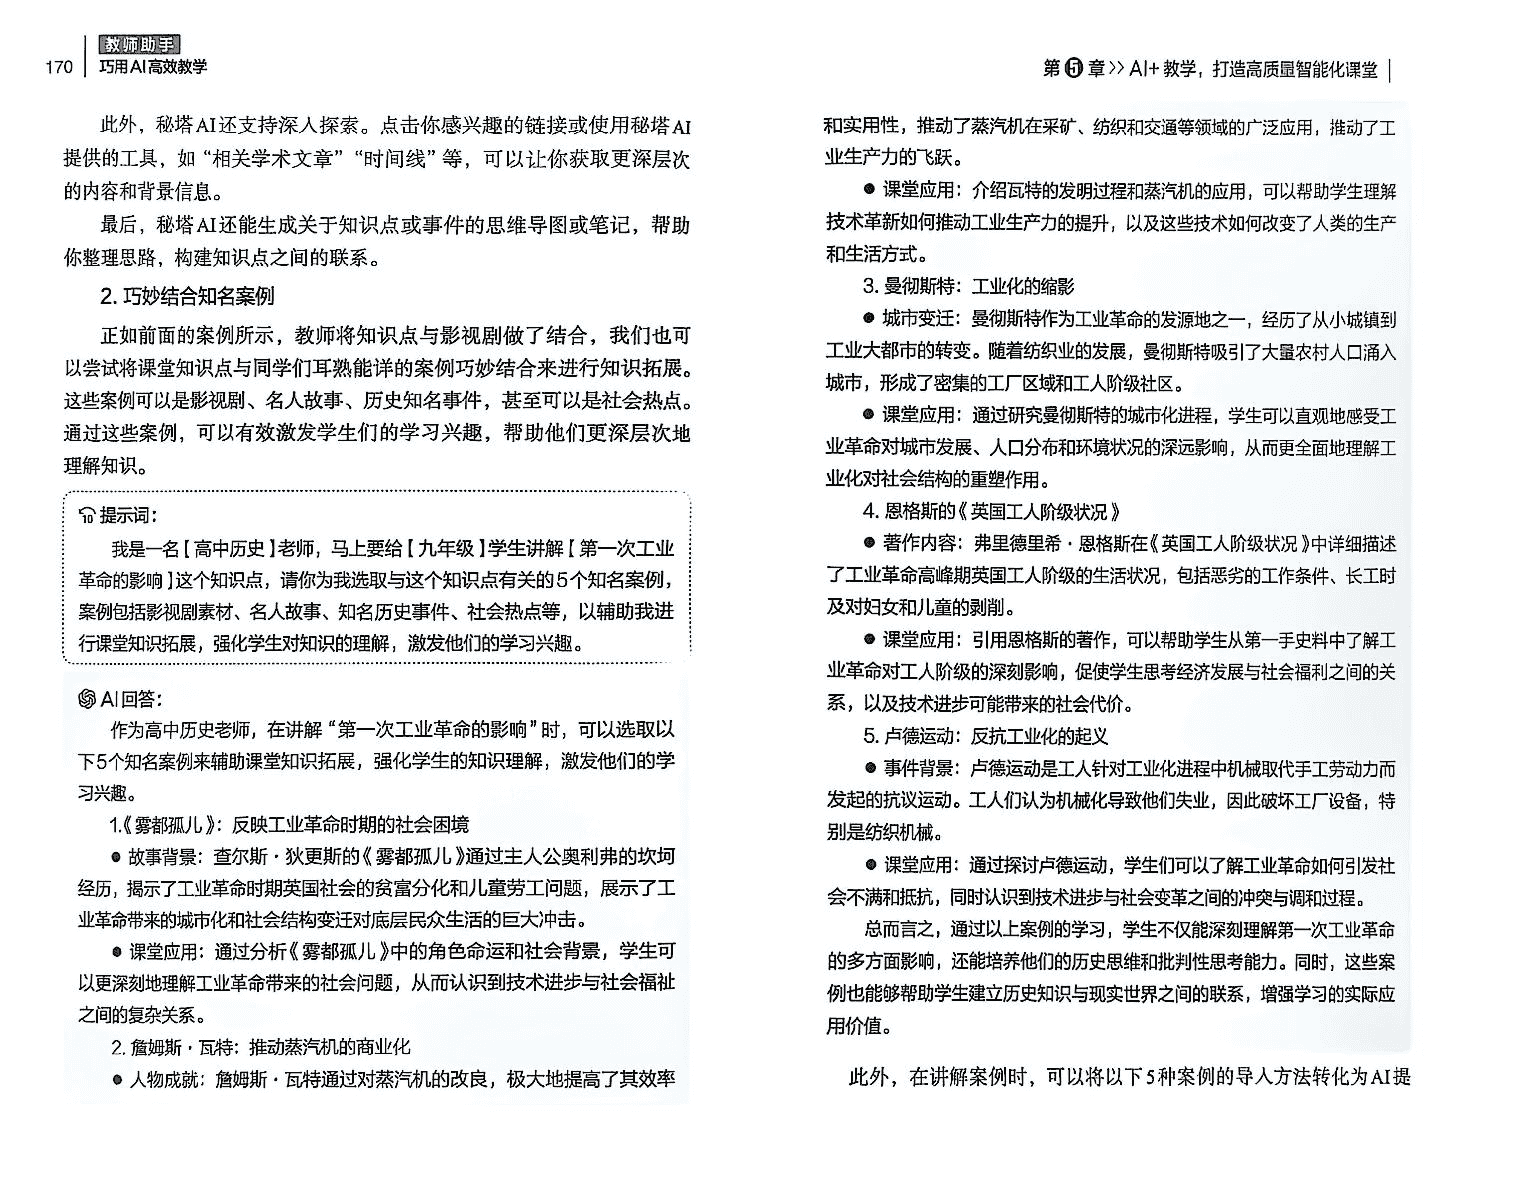 教师助手
170
巧用AI高效教学
此外，秘塔AI还支持深入探索。点击你感兴趣的链接或使用秘塔AI
提供的工具，如“相关学术文章”“时间线”等，可以让你获取更深层次
的内容和背景信息。
最后，秘塔AI还能生成关于知识点或事件的思维导图或笔记，帮助
你整理思路，构建知识点之间的联系。
2. 巧妙结合知名案例
正如前面的案例所示，教师将知识点与影视剧做了结合，我们也可
以尝试将课堂知识点与同学们耳熟能详的案例巧妙结合来进行知识拓展。
这些案例可以是影视剧、名人故事、历史知名事件，甚至可以是社会热点。
通过这些案例，可以有效激发学生们的学习兴趣，帮助他们更深层次地
理解知识。
提示词：
我是一名【高中历史】老师，马上要给【九年级】学生讲解【第一次工业
革命的影响】这个知识点，请你为我选取与这个知识点有关的5个知名案例，
案例包括影视剧素材、名人故事、知名历史事件、社会热点等，以辅助我进
行课堂知识拓展，强化学生对知识的理解，激发他们的学习兴趣。
AI回答：
作为高中历史老师，在讲解“第一次工业革命的影响”时，可以选取以
下5个知名案例来辅助课堂知识拓展，强化学生的知识理解，激发他们的学
习兴趣。
1.《雾都孤儿》：反映工业革命时期的社会困境
● 故事背景：查尔斯·狄更斯的《雾都孤儿》通过主人公奥利弗的坎坷
经历，揭示了工业革命时期英国社会的贫富分化和儿童劳工问题，展示了工
业革命带来的城市化和社会结构变迁对底层民众生活的巨大冲击。
● 课堂应用：通过分析《雾都孤儿》中的角色命运和社会背景，学生可
以更深刻地理解工业革命带来的社会问题，从而认识到技术进步与社会福祉
之间的复杂关系。
2. 詹姆斯·瓦特：推动蒸汽机的商业化
● 人物成就：詹姆斯·瓦特通过对蒸汽机的改良，极大地提高了其效率
第5章>> AI+教学，打造高质量智能化课堂
和实用性，推动了蒸汽机在采矿、纺织和交通等领域的广泛应用，推动了工
业生产力的飞跃。
● 课堂应用：介绍瓦特的发明过程和蒸汽机的应用，可以帮助学生理解
技术革新如何推动工业生产力的提升，以及这些技术如何改变了人类的生产
和生活方式。
3. 曼彻斯特：工业化的缩影
● 城市变迁：曼彻斯特作为工业革命的发源地之一，经历了从小城镇到
工业大都市的转变。随着纺织业的发展，曼彻斯特吸引了大量农村人口涌入
城市，形成了密集的工厂区域和工人阶级社区。
● 课堂应用：通过研究曼彻斯特的城市化进程，学生可以直观地感受工
业革命对城市发展、人口分布和环境状况的深远影响，从而更全面地理解工
业化对社会结构的重塑作用。
4. 恩格斯的《英国工人阶级状况》
● 著作内容：弗里德里希·恩格斯在《英国工人阶级状况》中详细描述
了工业革命高峰期英国工人阶级的生活状况，包括恶劣的工作条件、长工时
及对妇女和儿童的剥削。
● 课堂应用：引用恩格斯的著作，可以帮助学生从第一手史料中了解工
业革命对工人阶级的深刻影响，促使学生思考经济发展与社会福利之间的关
系，以及技术进步可能带来的社会代价。
5. 卢德运动：反抗工业化的起义
● 事件背景：卢德运动是工人针对工业化进程中机械取代手工劳动力而
发起的抗议运动。工人们认为机械化导致他们失业，因此破坏工厂设备，特
别是纺织机械。
● 课堂应用：通过探讨卢德运动，学生们可以了解工业革命如何引发社
会不满和抵抗，同时认识到技术进步与社会变革之间的冲突与调和过程。
总而言之，通过以上案例的学习，学生不仅能深刻理解第一次工业革命
的多方面影响，还能培养他们的历史思维和批判性思考能力。同时，这些案
例也能够帮助学生建立历史知识与现实世界之间的联系，增强学习的实际应
用价值。
此外，在讲解案例时，可以将以下5种案例的导入方法转化为AI提